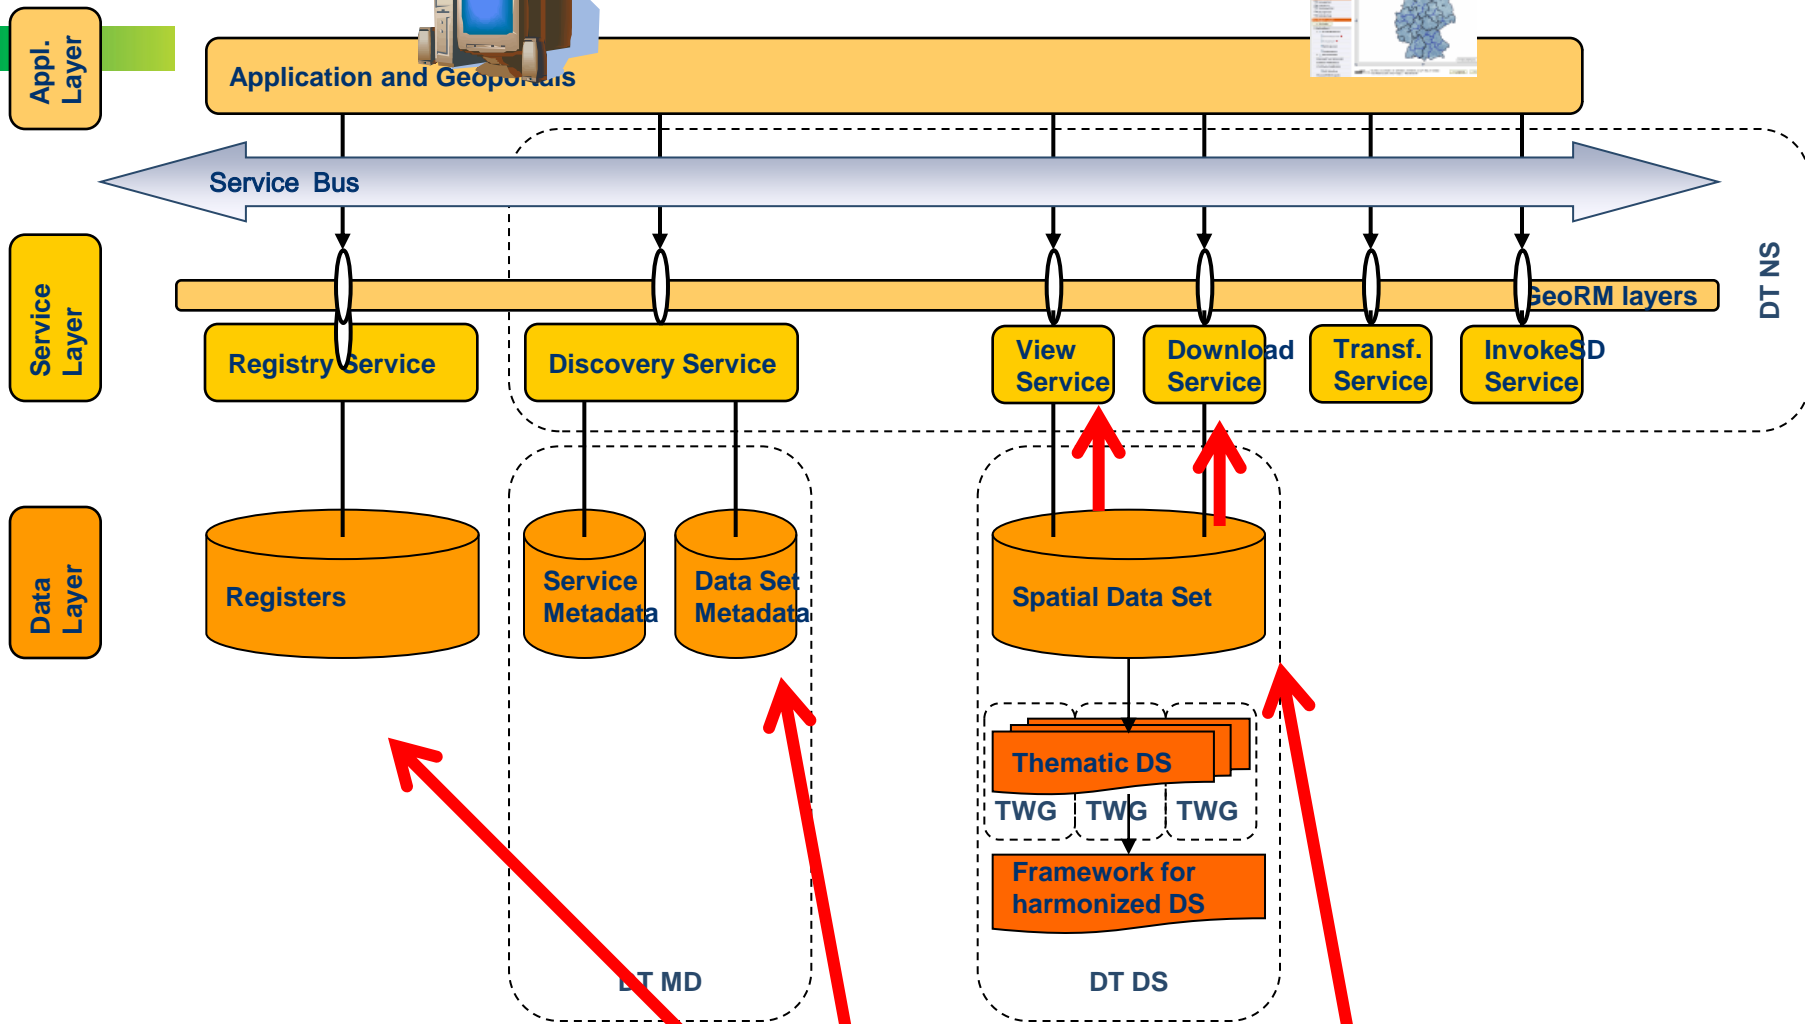 Appl.
Layer
Application and Geoportals
Service Bus
DT NS
Service
Layer
GeoRM layers
Registry Service
Discovery Service
View
Service
Download
Service
Transf.
Service
InvokeSD
Service
Data
Layer
Registers
Service
Metadata
Data Set
Metadata
Spatial Data Set
Thematic DS
TWG
TWG
TWG
Framework for
harmonized DS
DT MD
DT DS